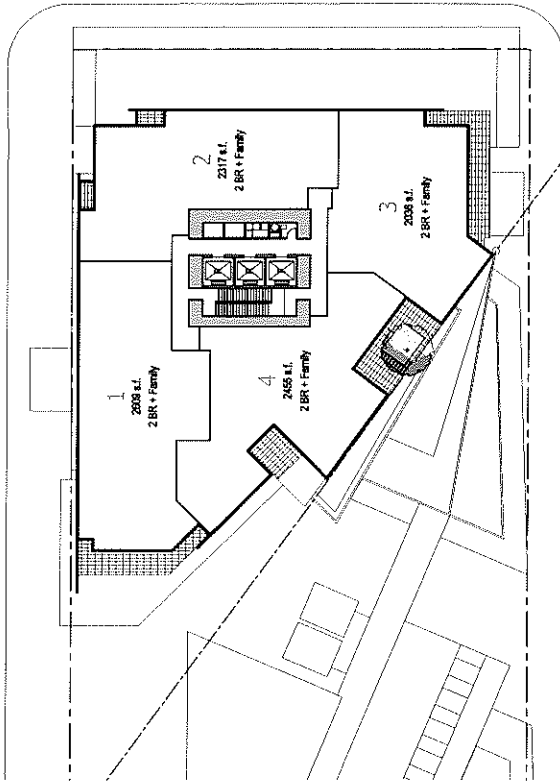 1
2609 s.f.
2 BR + Family
2
2317 s.f.
2 BR + Family
3
2036 s.f.
2 BR + Family
4
2455 s.f.
2 BR + Family